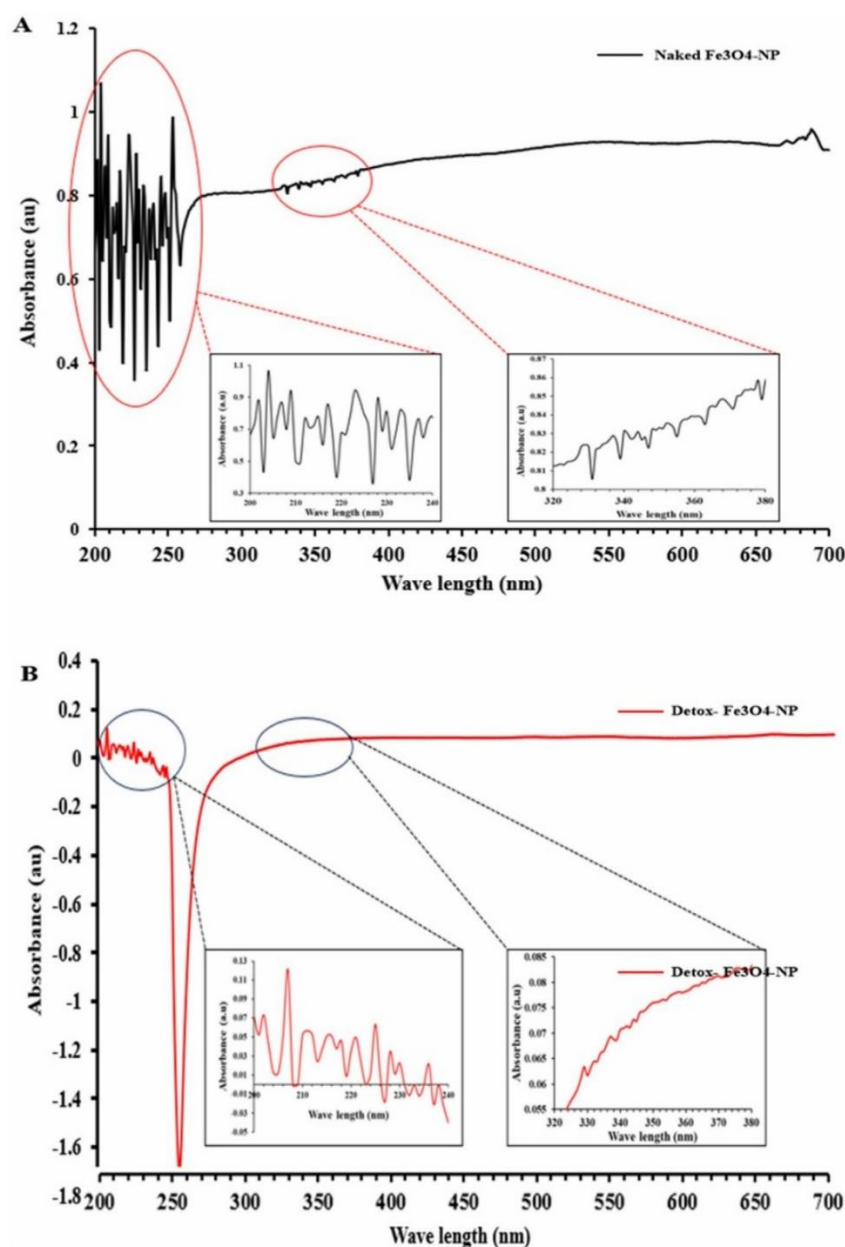 A
1.2
1
0.8
0.6
0.4
0.2
0
Absorbance (au)
Naked Fe3O4-NP
1.1
0.9
0.7
0.5
0.3
Absorbance (a.u)
200 210 220 230 240
Wave length (nm)
0.87
0.86
0.85
0.84
0.83
0.82
0.81
0.8
Absorbance (a.u)
320 340 360 380
Wave length (nm)
200 250 300 350 400 450 500 550 600 650 700
Wave length (nm)
B
0.4
0.2
0
-0.2
-0.4
-0.6
-0.8
-1
-1.2
-1.4
-1.6
-1.8
Absorbance (au)
Detox- Fe3O4-NP
0.13
0.11
0.09
0.07
0.05
0.03
0.01
-0.01
-0.03
-0.05
Absorbance (a.u)
200 210 220 230 240
Wave length (nm)
0.085
0.08
0.075
0.07
0.065
0.06
0.055
Absorbance (a.u)
Detox- Fe3O4-NP
320 330 340 350 360 370 380
Wave length (nm)
200 250 300 350 400 450 500 550 600 650 700
Wave length (nm)